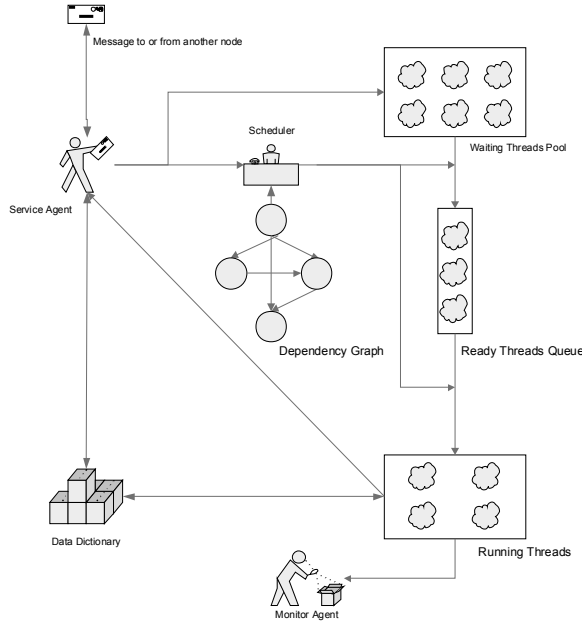 Message to or from another node
Scheduler
Waiting Threads Pool
Service Agent
Dependency Graph
Ready Threads Queue
Data Dictionary
Running Threads
Monitor Agent